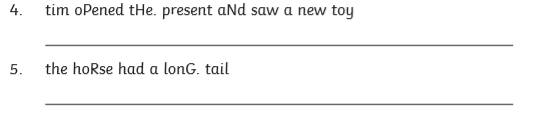 4. tim oPened tHe. present aNd saw a new toy
5. the hoRse had a lonG. tail